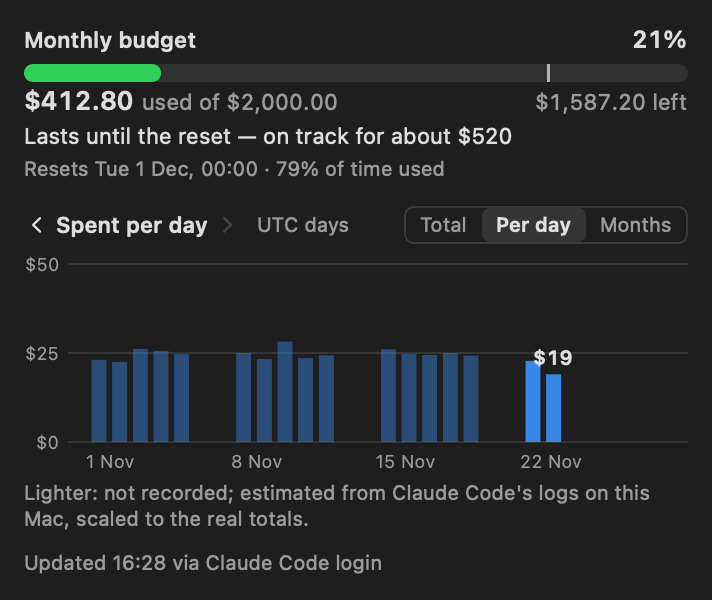 Monthly budget 21%
$412.80 used of $2,000.00 $1,587.20 left
Lasts until the reset — on track for about $520
Resets Tue 1 Dec, 00:00 · 79% of time used
Spent per day UTC days Total Per day Months
$50
$25
$19
$0
1 Nov 8 Nov 15 Nov 22 Nov
Lighter: not recorded; estimated from Claude Code's logs on this
Mac, scaled to the real totals.
Updated 16:28 via Claude Code login